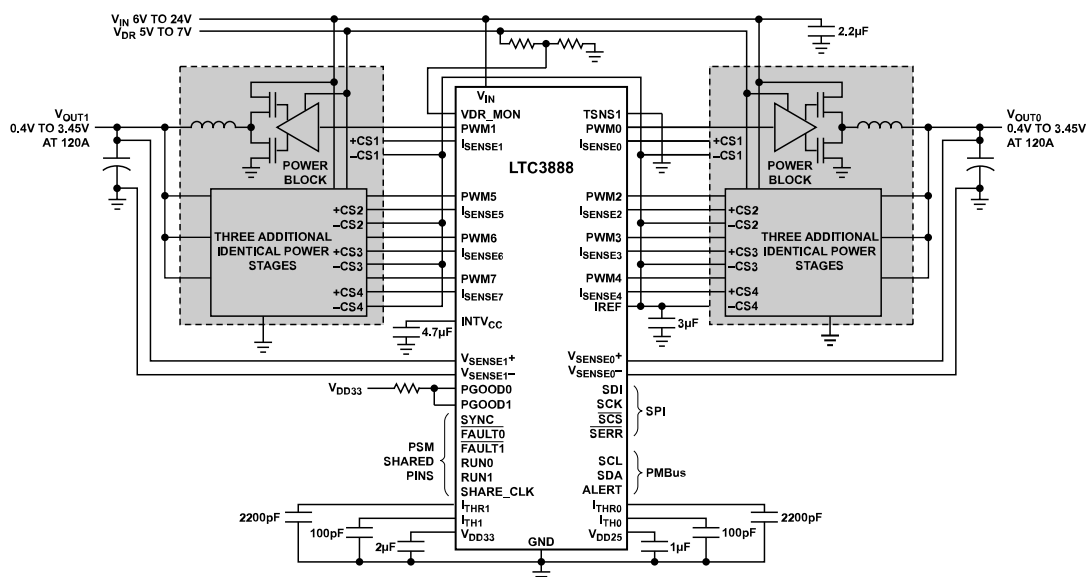 VIN 6V TO 24V
VDR 5V TO 7V
2.2µF
VOUT1
0.4V TO 3.45V
AT 120A
POWER
BLOCK
+CS1
–CS1
THREE ADDITIONAL
IDENTICAL POWER
STAGES
+CS2
–CS2
+CS3
–CS3
+CS4
–CS4
4.7µF
VDD33
PSM
SHARED
PINS
2200pF
100pF
2µF
VIN
LTC3888
VDR_MON
PWM1
ISENSE1
PWM5
ISENSE5
PWM6
ISENSE6
PWM7
ISENSE7
INTVCC
VSENSE1+
VSENSE1–
PGOOD0
PGOOD1
SYNC
FAULT0
FAULT1
RUN0
RUN1
SHARE_CLK
ITHR1
ITH1
VDD33
GND
TSNS1
PWM0
ISENSE0
PWM2
ISENSE2
PWM3
ISENSE3
PWM4
ISENSE4
IREF
VSENSE0+
VSENSE0–
SDI
SCK
SCS
SERR
SCL
SDA
ALERT
ITHR0
ITH0
VDD25
SPI
PMBus
3µF
1µF
100pF
2200pF
+CS1
–CS1
POWER
BLOCK
+CS2
–CS2
+CS3
–CS3
+CS4
–CS4
THREE ADDITIONAL
IDENTICAL POWER
STAGES
VOUT0
0.4V TO 3.45V
AT 120A